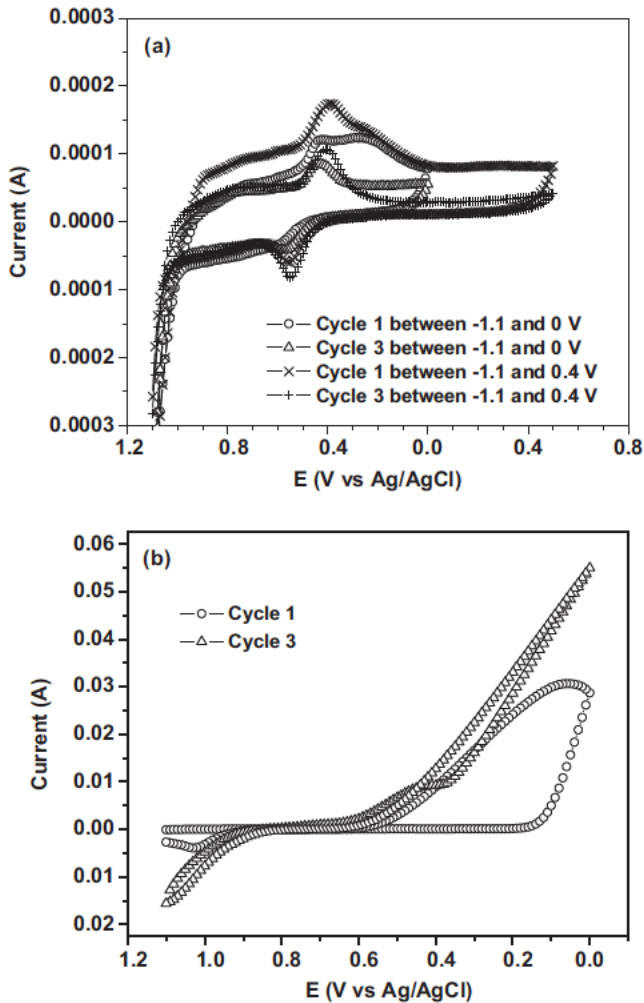 (a)
0.0003
0.0002
0.0001
0.0000
0.0001
0.0002
0.0003
Current (A)
Cycle 1 between -1.1 and 0 V
Cycle 3 between -1.1 and 0 V
Cycle 1 between -1.1 and 0.4 V
Cycle 3 between -1.1 and 0.4 V
1.2 0.8 0.4 0.0 0.4 0.8
E (V vs Ag/AgCl)
(b)
0.06
0.05
0.04
0.03
0.02
0.01
0.00
0.01
0.02
Current (A)
Cycle 1
Cycle 3
1.2 1.0 0.8 0.6 0.4 0.2 0.0
E (V vs Ag/AgCl)